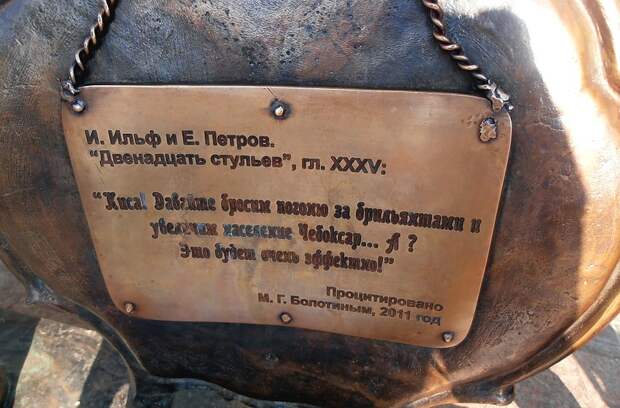 И. Ильф и Е. Петров.
"Двенадцать стульев", гл. XXXV:
"Киса! Давайте бросим погоню за брильянтами и
увеличим население Чебоксар... А ?
Это будет очень эффектно!"
Процитировано
М. Г. Болотиным, 2011 год